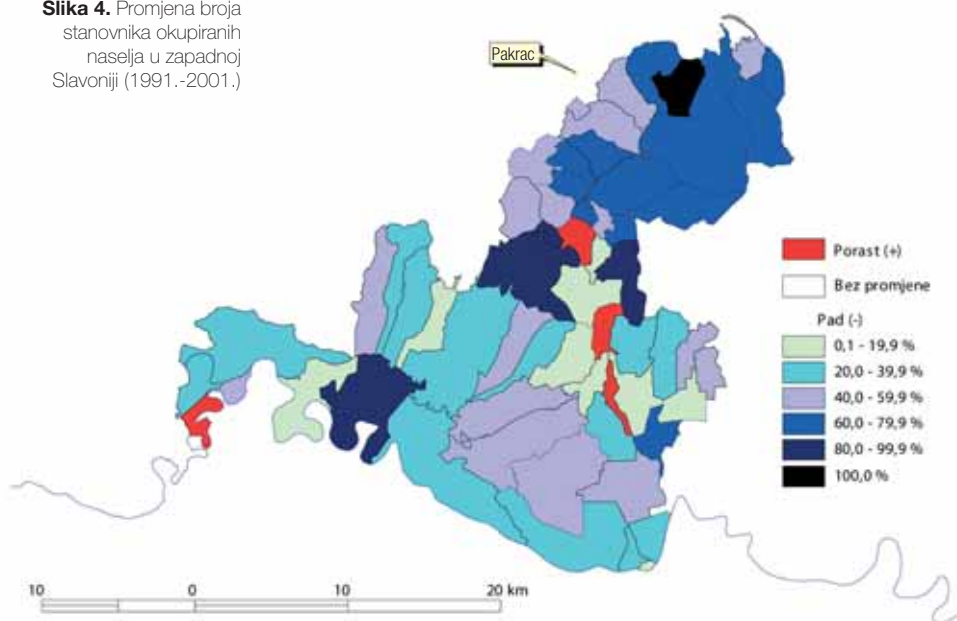 Slika 4. Promjena broja
stanovnika okupiranih
naselja u zapadnoj
Slavoniji (1991.-2001.)
Pakrac
Porast (+)
Bez promjene
Pad (-)
0,1 - 19,9 %
20,0 - 39,9 %
40,0 - 59,9 %
60,0 - 79,9 %
80,0 - 99,9 %
100,0 %
10 0 10 20 km